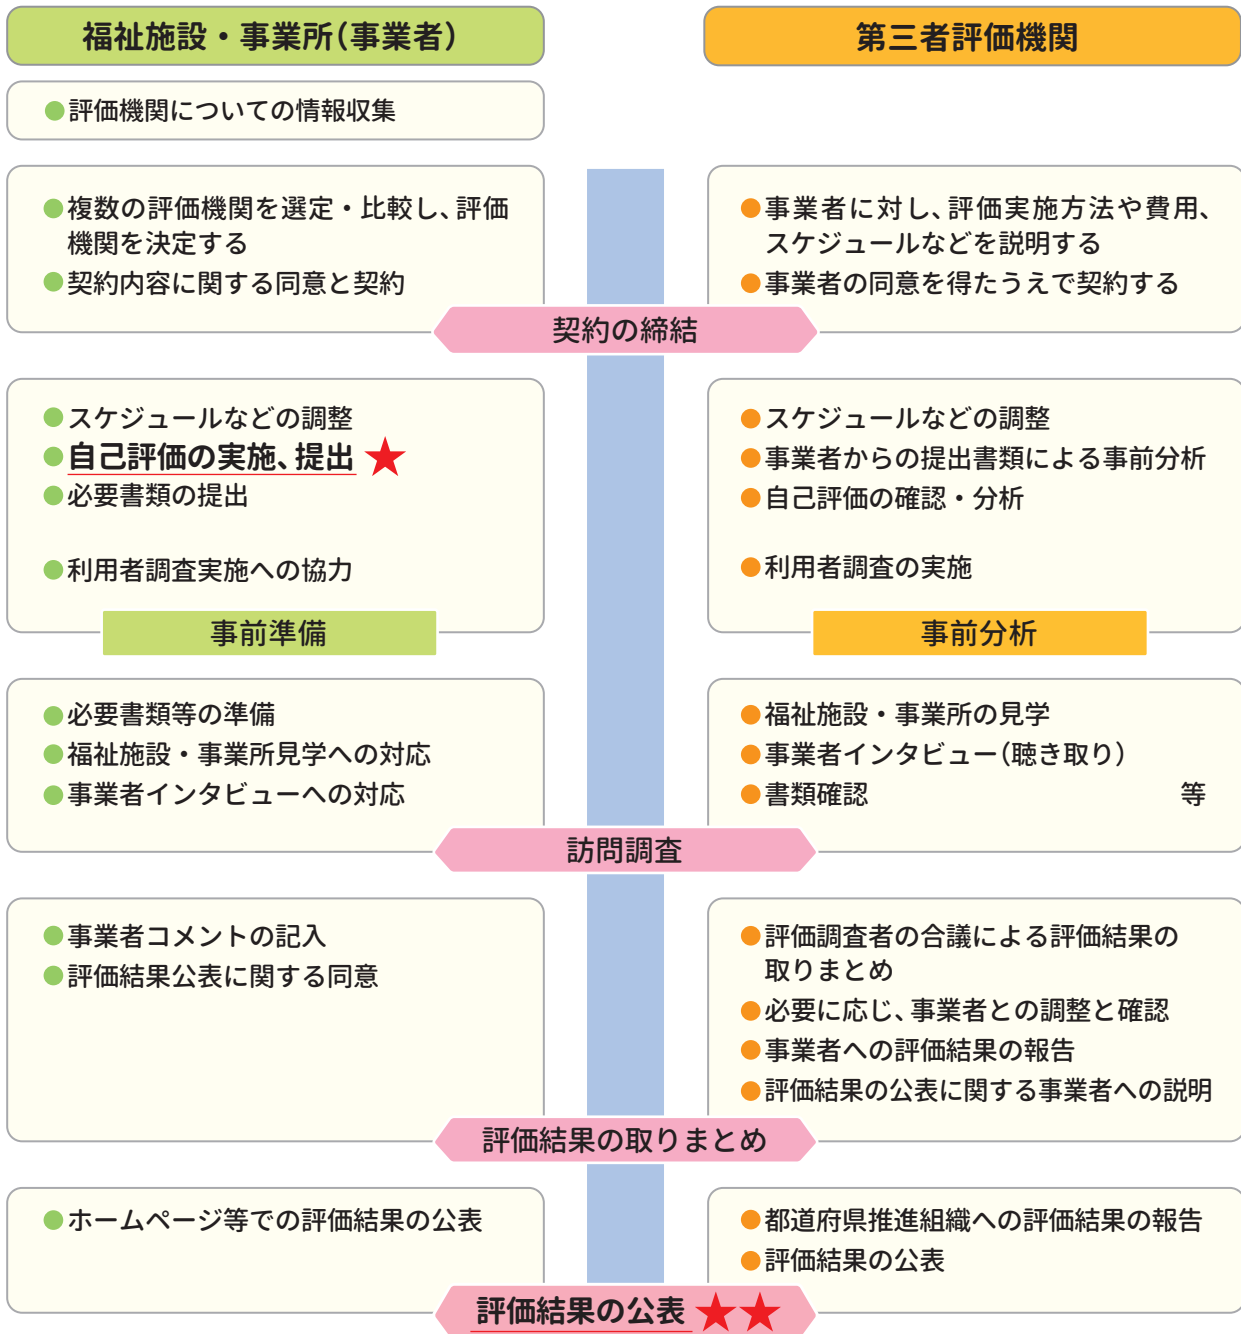 福祉施設・事業所（事業者）
第三者評価機関
●評価機関についての情報収集
●複数の評価機関を選定・比較し、評価
機関を決定する
●契約内容に関する同意と契約
●事業者に対し、評価実施方法や費用、
スケジュールなどを説明する
●事業者の同意を得たうえで契約する
契約の締結
●スケジュールなどの調整
●自己評価の実施、提出 ★
●必要書類の提出
●利用者調査実施への協力
事前準備
●スケジュールなどの調整
●事業者からの提出書類による事前分析
●自己評価の確認・分析
●利用者調査の実施
事前分析
●必要書類等の準備
●福祉施設・事業所見学への対応
●事業者インタビューへの対応
●福祉施設・事業所の見学
●事業者インタビュー（聴き取り）
●書類確認 等
訪問調査
●事業者コメントの記入
●評価結果公表に関する同意
●評価調査者の合議による評価結果の
取りまとめ
●必要に応じ、事業者との調整と確認
●事業者への評価結果の報告
●評価結果の公表に関する事業者への説明
評価結果の取りまとめ
●ホームページ等での評価結果の公表
●都道府県推進組織への評価結果の報告
●評価結果の公表
評価結果の公表 ★★